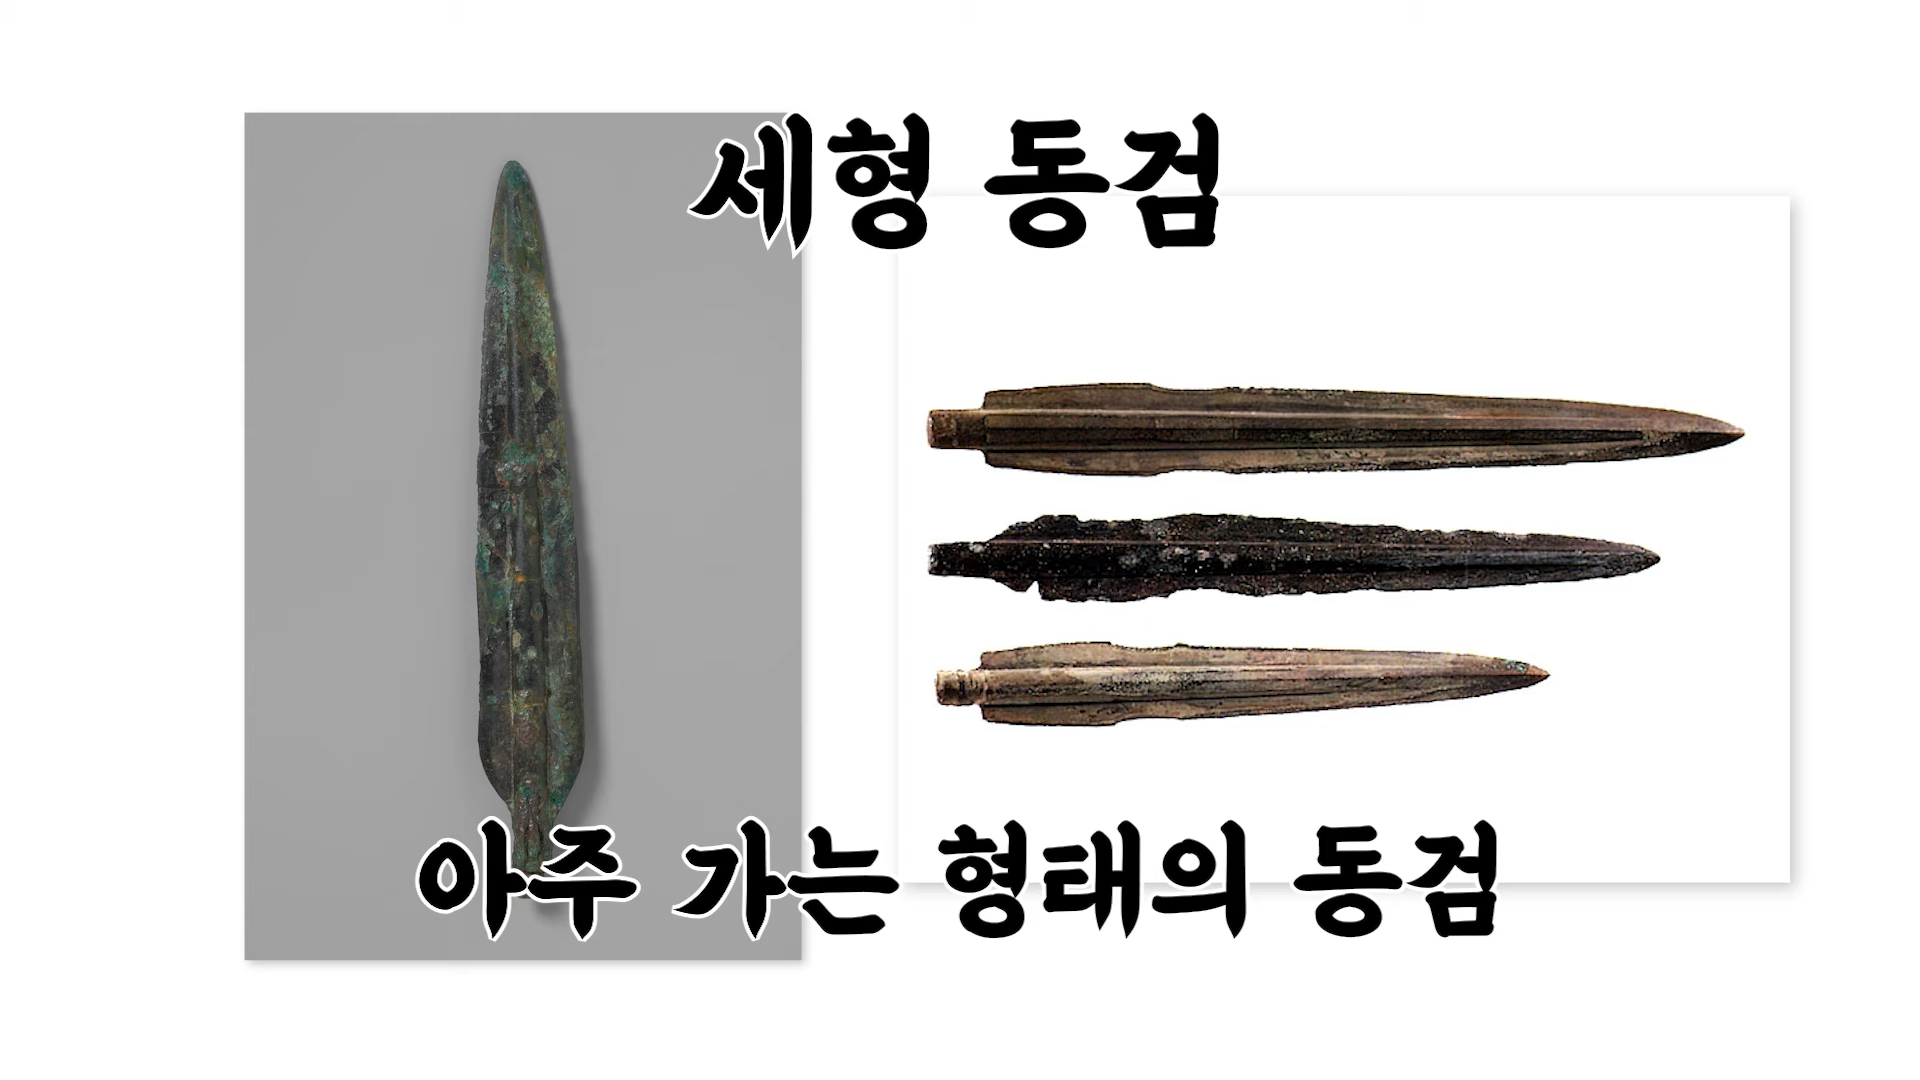 세형 동검
아주 가는 형태의 동검